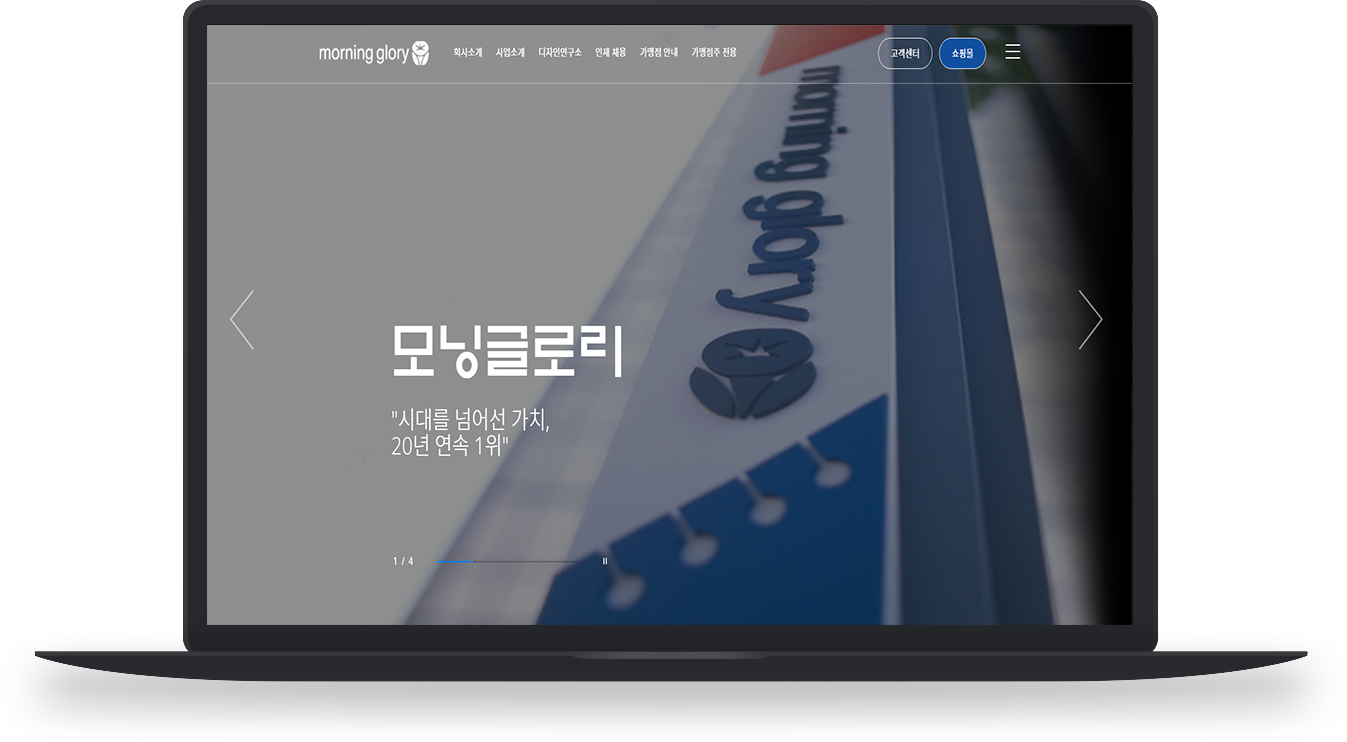 morning glory
회사소개 사업소개 디자인연구소 인재 채용 가맹점 안내 가맹점주 전용
고객센터 쇼핑몰
morning glory
모닝글로리
"시대를 넘어선 가치,
20년 연속 1위"
1 / 4